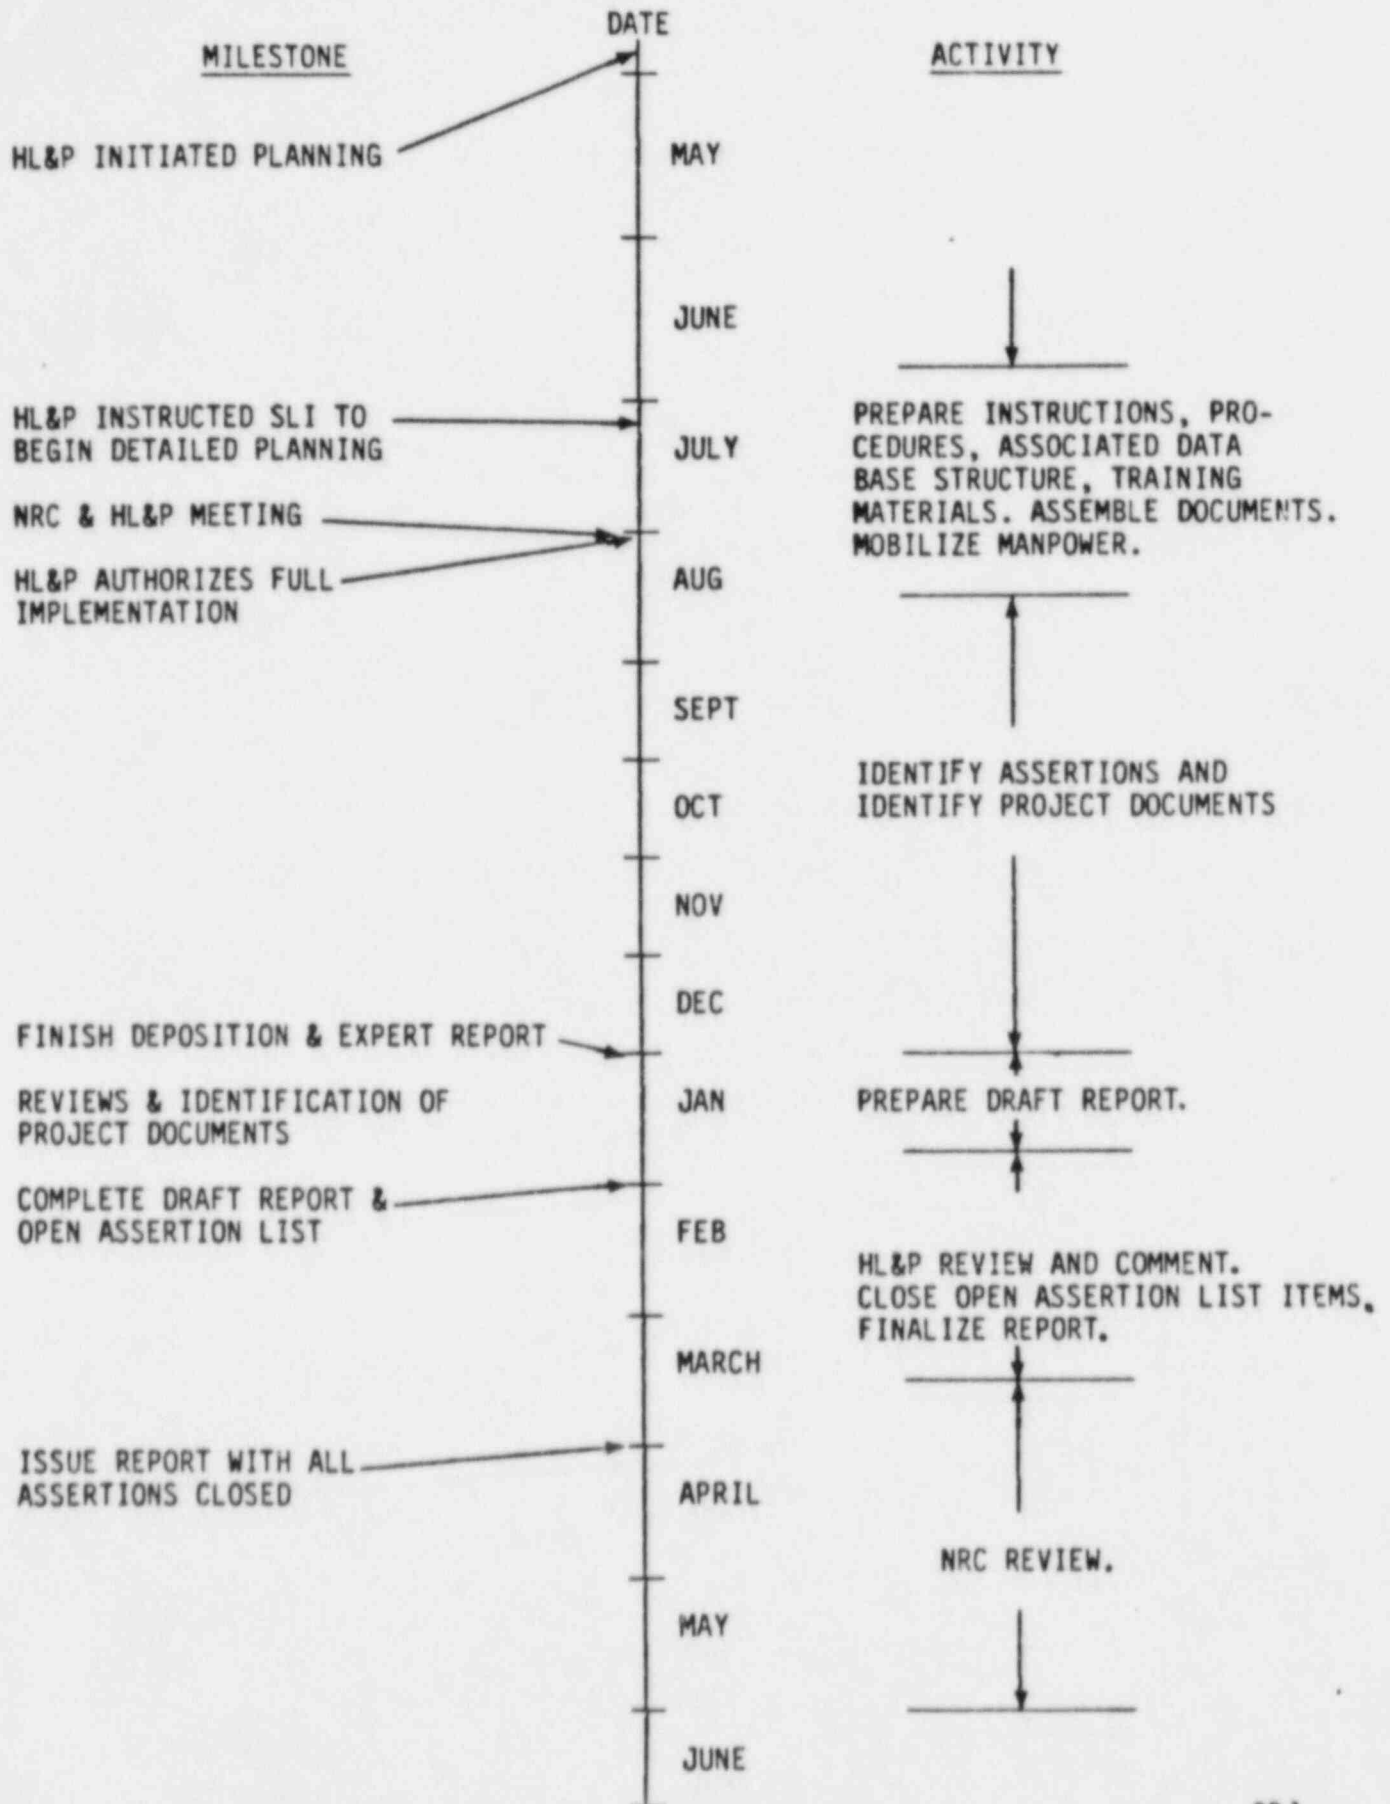 DATE
MILESTONE
ACTIVITY
HL&P INITIATED PLANNING
MAY
JUNE
HL&P INSTRUCTED SLI TO
BEGIN DETAILED PLANNING
JULY
PREPARE INSTRUCTIONS, PRO-
CEDURES, ASSOCIATED DATA
BASE STRUCTURE, TRAINING
MATERIALS. ASSEMBLE DOCUMENTS.
MOBILIZE MANPOWER.
NRC & HL&P MEETING
HL&P AUTHORIZES FULL
IMPLEMENTATION
AUG
SEPT
IDENTIFY ASSERTIONS AND
IDENTIFY PROJECT DOCUMENTS
OCT
NOV
DEC
FINISH DEPOSITION & EXPERT REPORT
REVIEWS & IDENTIFICATION OF
PROJECT DOCUMENTS
JAN
PREPARE DRAFT REPORT.
COMPLETE DRAFT REPORT &
OPEN ASSERTION LIST
FEB
HL&P REVIEW AND COMMENT.
CLOSE OPEN ASSERTION LIST ITEMS.
FINALIZE REPORT.
MARCH
ISSUE REPORT WITH ALL
ASSERTIONS CLOSED
APRIL
NRC REVIEW.
MAY
JUNE